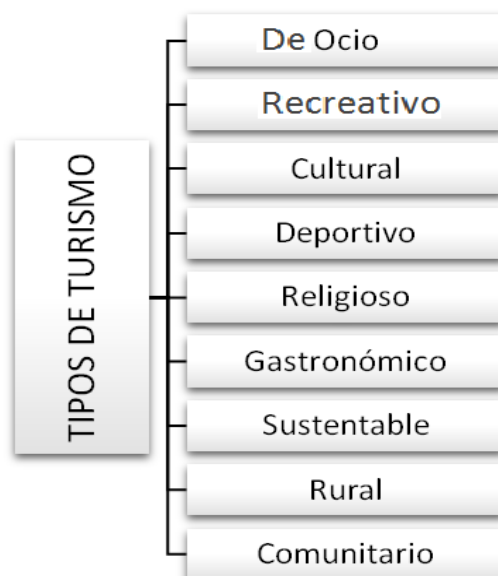 TIPOS DE TURISMO
De Ocio
Recreativo
Cultural
Deportivo
Religioso
Gastronómico
Sustentable
Rural
Comunitario